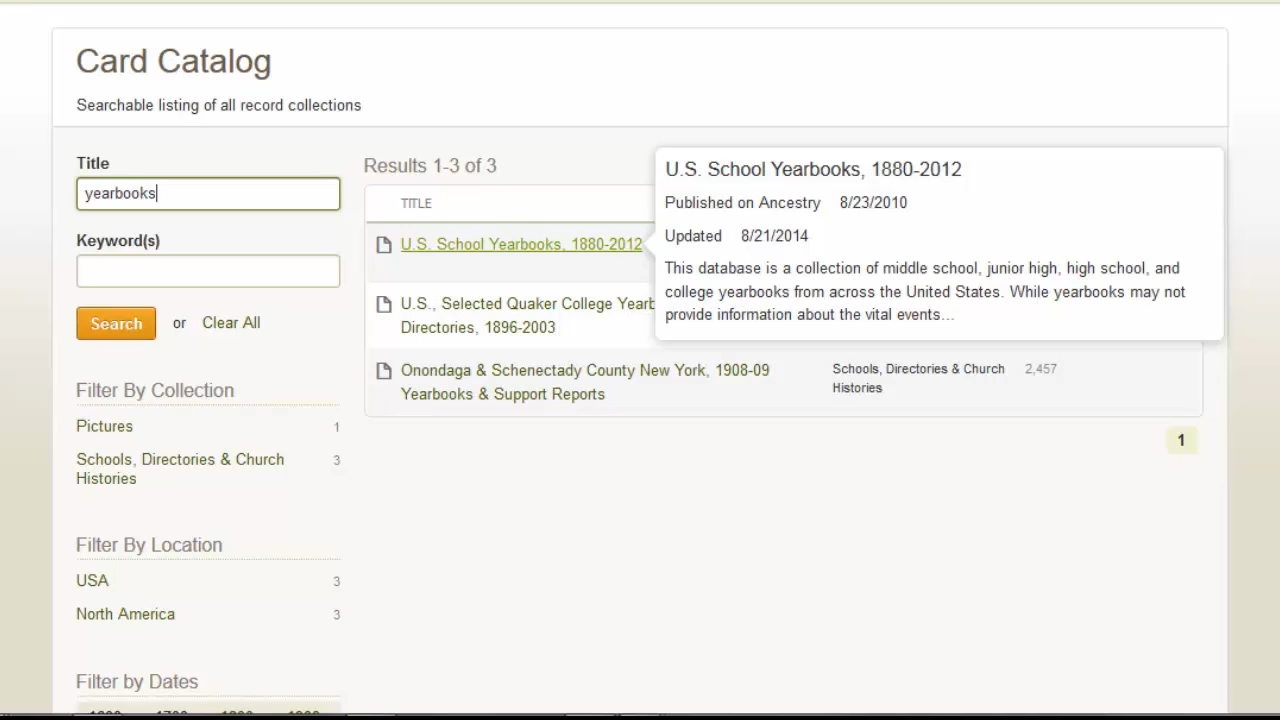 Card Catalog
Searchable listing of all record collections
Title
yearbooks
Keyword(s)
Search or Clear All
Filter By Collection
Pictures 1
Schools, Directories & Church 3
Histories
Filter By Location
USA 3
North America 3
Filter by Dates
Results 1-3 of 3
TITLE
U.S. School Yearbooks, 1880-2012
U.S., Selected Quaker College
Directories, 1896-2003
Onondaga & Schenectady County New York, 1908-09
Yearbooks & Support Reports
Schools, Directories & Church 2,457
Histories
U.S. School Yearbooks, 1880-2012
Published on Ancestry 8/23/2010
Updated 8/21/2014
This database is a collection of middle school, junior high, high school, and
college yearbooks from across the United States. While yearbooks may not
provide information about the vital events...
1